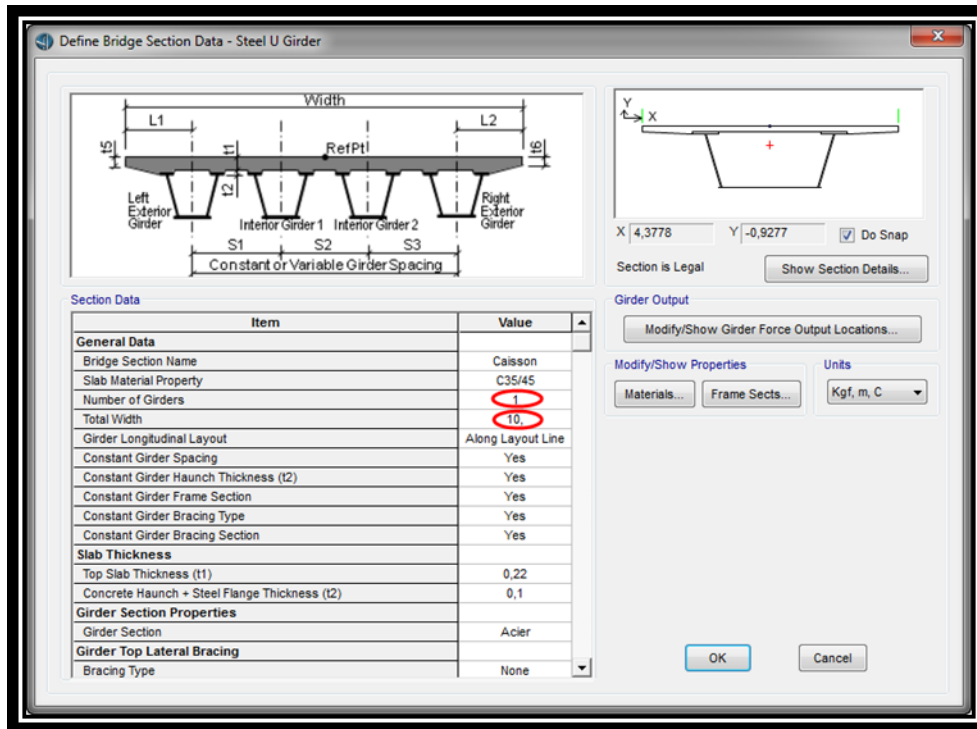 Define Bridge Section Data - Steel U Girder
Width
L1
L2
t5
t1
RefPt
t6
t2
Left
Exterior
Girder
Interior Girder 1
Interior Girder 2
Right
Exterior
Girder
S1
S2
S3
Constant or Variable Girder Spacing
Y
X
X 4,3778
Y -0,9277
Do Snap
Section is Legal
Show Section Details...
Section Data
Item Value
General Data
Bridge Section Name Caisson
Slab Material Property C35/45
Number of Girders 1
Total Width 10,
Girder Longitudinal Layout Along Layout Line
Constant Girder Spacing Yes
Constant Girder Haunch Thickness (t2) Yes
Constant Girder Frame Section Yes
Constant Girder Bracing Type Yes
Constant Girder Bracing Section Yes
Slab Thickness
Top Slab Thickness (t1) 0,22
Concrete Haunch + Steel Flange Thickness (t2) 0,1
Girder Section Properties
Girder Section Acier
Girder Top Lateral Bracing
Bracing Type None
Girder Output
Modify/Show Girder Force Output Locations...
Modify/Show Properties
Materials...
Frame Sects...
Units
Kgf, m, C
OK
Cancel